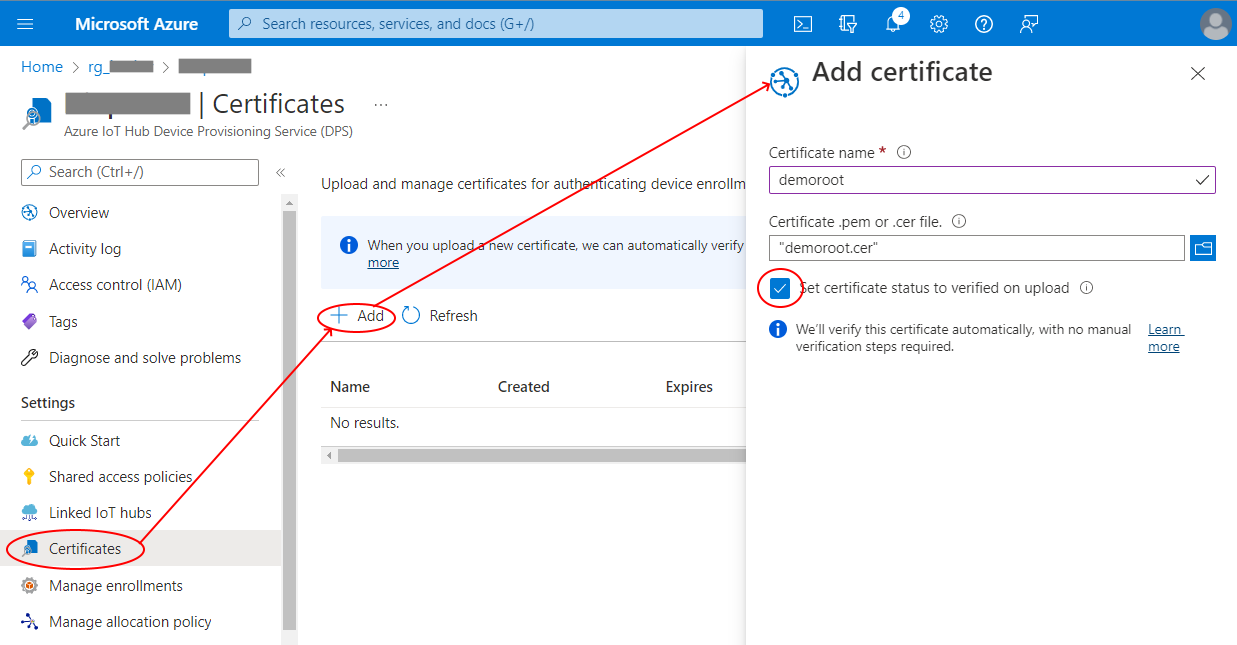 Microsoft Azure
Search resources, services, and docs (G+/)
4
Home > rg_ >
| Certificates ...
Azure IoT Hub Device Provisioning Service (DPS)
Search (Ctrl+/)
«
Overview
Activity log
Access control (IAM)
Tags
Diagnose and solve problems
Settings
Quick Start
Shared access policies
Linked IoT hubs
Certificates
Manage enrollments
Manage allocation policy
Upload and manage certificates for authenticating device enrollm
When you upload a new certificate, we can automatically verify
more
Add
Refresh
Name Created Expires
No results.
Add certificate
Certificate name *
demoroot
Certificate .pem or .cer file.
"demoroot.cer"
Set certificate status to verified on upload
We'll verify this certificate automatically, with no manual
verification steps required.
Learn
more